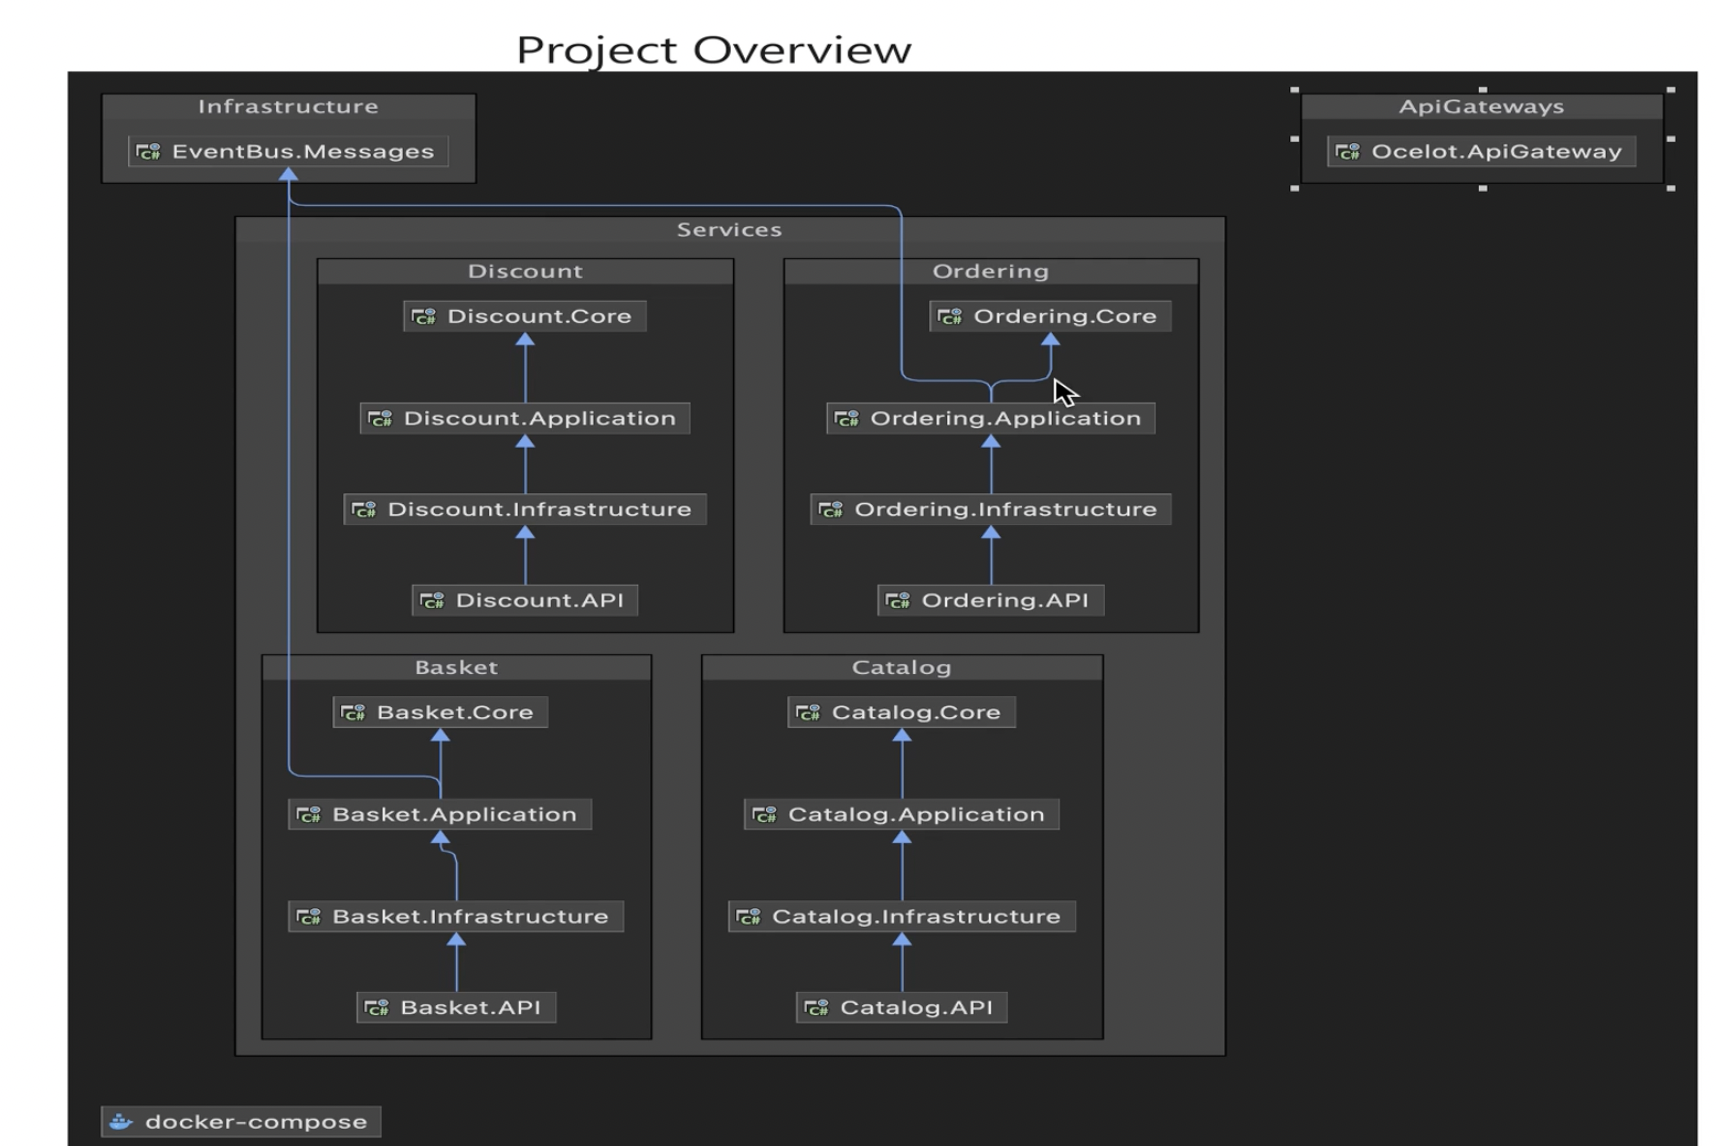 Project Overview
Infrastructure
EventBus.Messages
ApiGateways
Ocelot.ApiGateway
Services
Discount
Discount.Core
Discount.Application
Discount.Infrastructure
Discount.API
Ordering
Ordering.Core
Ordering.Application
Ordering.Infrastructure
Ordering.API
Basket
Basket.Core
Basket.Application
Basket.Infrastructure
Basket.API
Catalog
Catalog.Core
Catalog.Application
Catalog.Infrastructure
Catalog.API
docker-compose